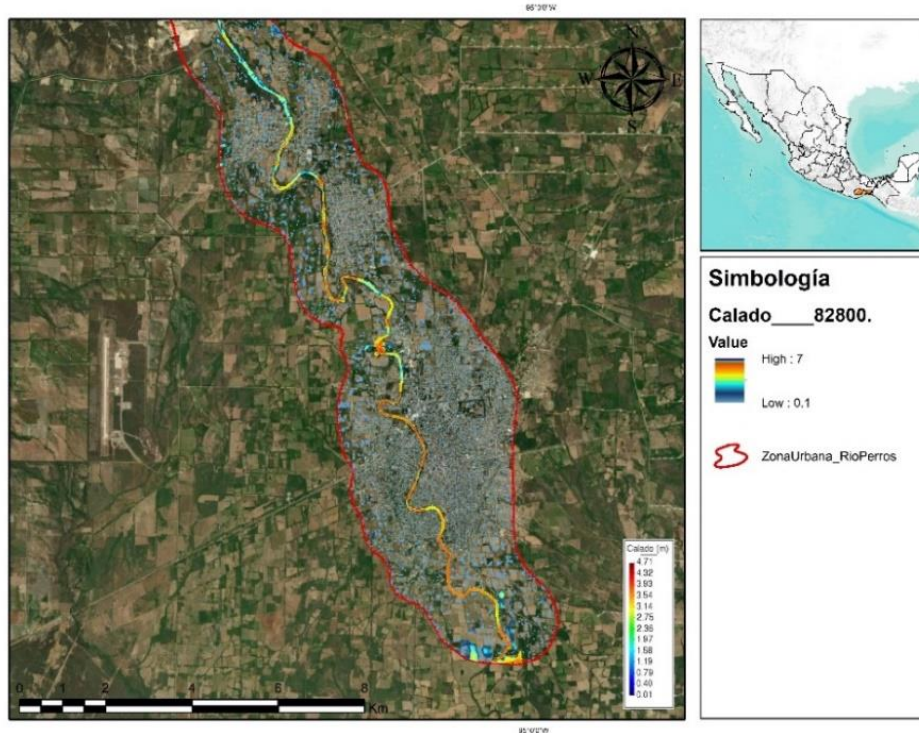 N
W
E
S
0 1 2 4 6 8
Km
Calado (m)
4.71
4.32
3.93
3.54
3.14
2.75
2.36
1.97
1.58
1.19
0.79
0.40
0.01
Simbología
Calado____82800.
Value
High : 7
Low : 0.1
ZonaUrbana_RioPerros